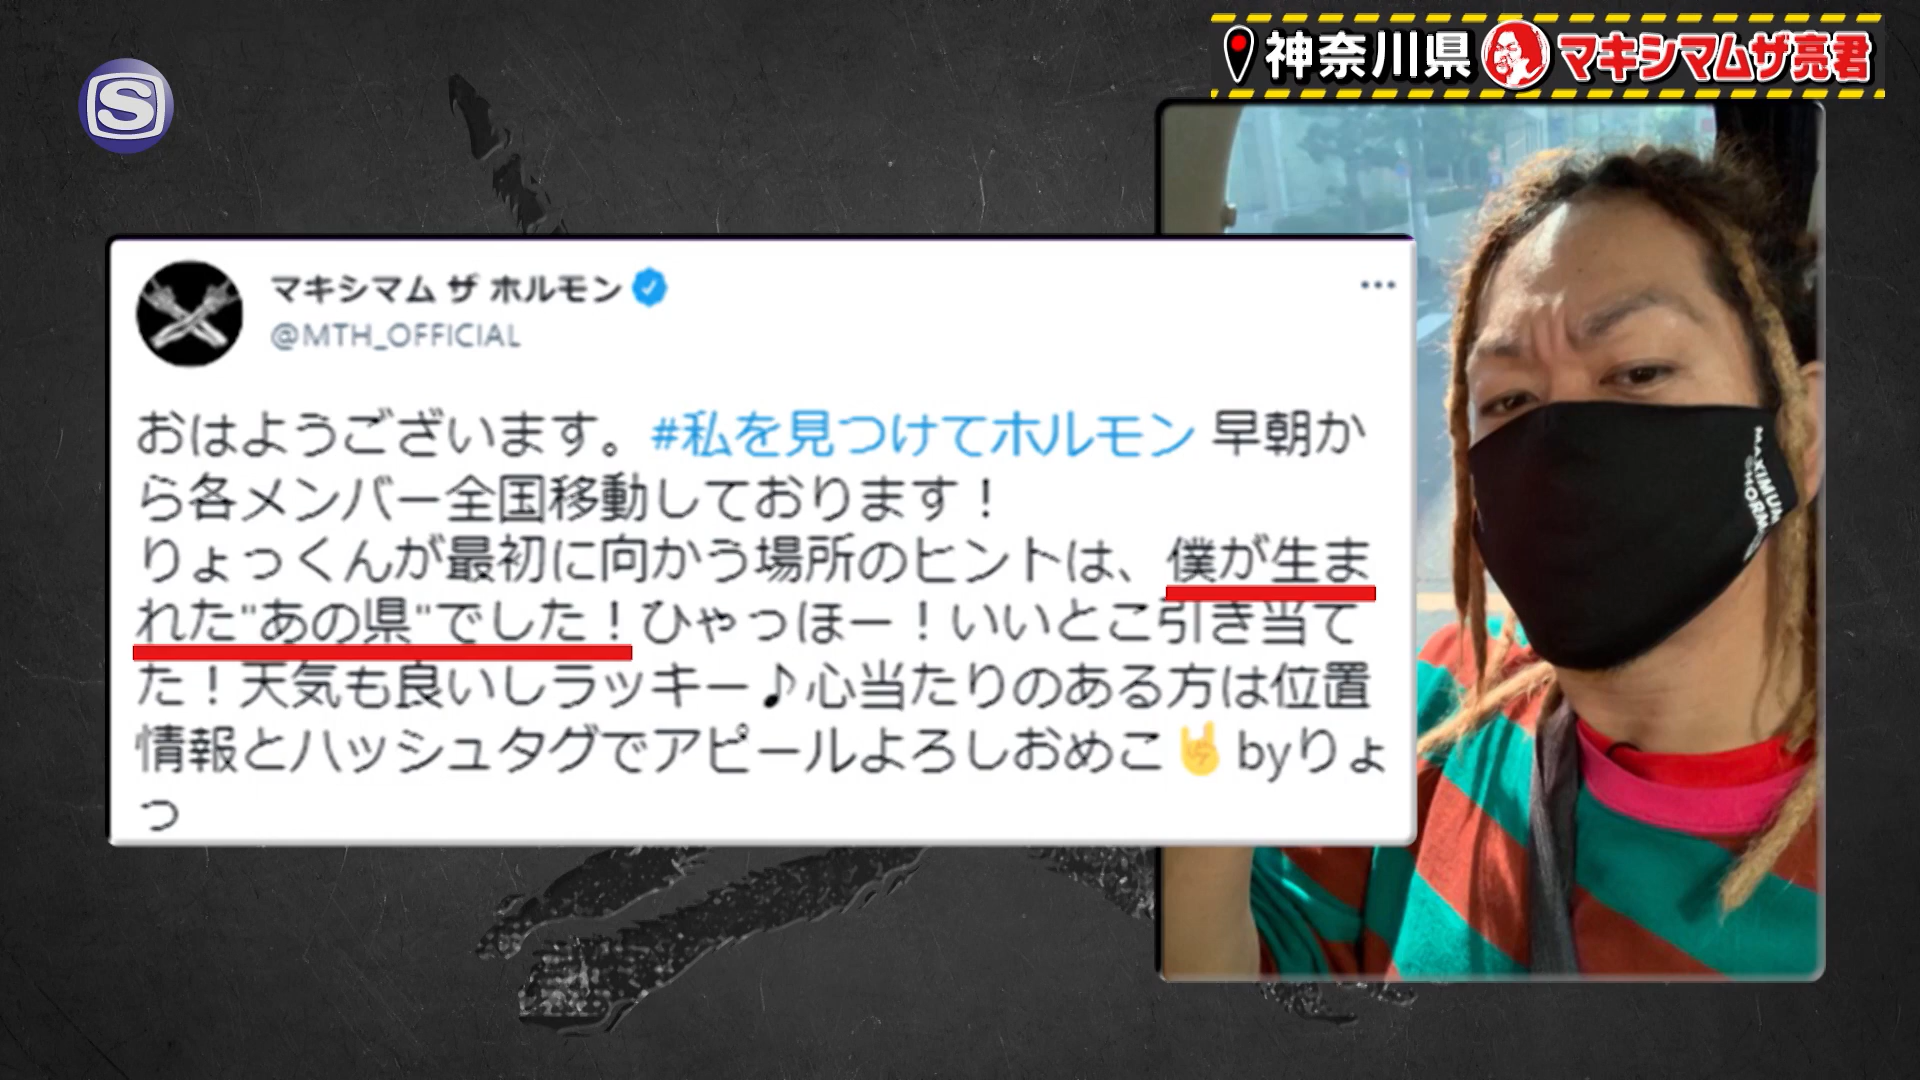 神奈川県 マキシマムザ亮君
S
マキシマム ザ ホルモン
@MTH_OFFICIAL
おはようございます。#私を見つけてホルモン 早朝か
ら各メンバー全国移動しております！
りょっくんが最初に向かう場所のヒントは、僕が生ま
れた"あの県"でした！ひゃっほー！いいとこ引き当て
た！天気も良いしラッキー♪心当たりのある方は位置
情報とハッシュタグでアピールよろしおめこ🤘byりょ
っ
MAXIMUM